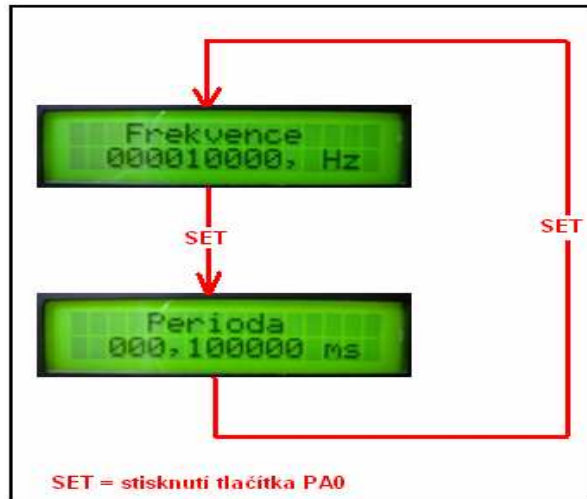 Frekvence
000010000, Hz
SET
SET
Perioda
000,100000 ms
SET = stisknutí tlačítka PA0